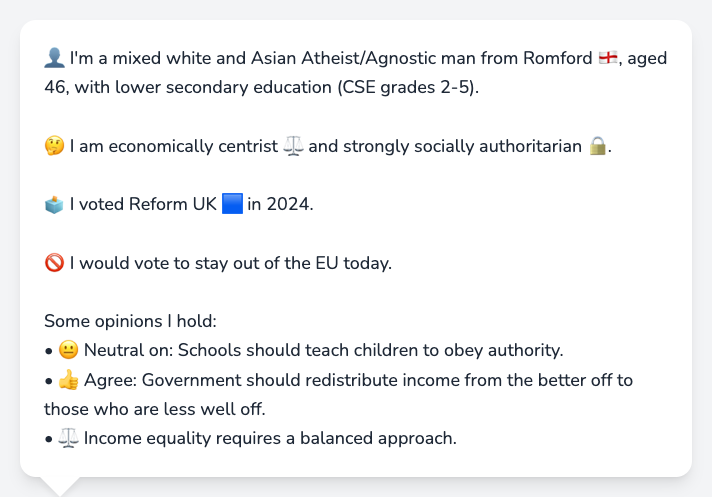 👤 I'm a mixed white and Asian Atheist/Agnostic man from Romford 🏴󠁧󠁢󠁥󠁮󠁧󠁿, aged
46, with lower secondary education (CSE grades 2-5).
🤔 I am economically centrist ⚖️ and strongly socially authoritarian 🔒.
🗳️ I voted Reform UK 🟦 in 2024.
🚫 I would vote to stay out of the EU today.
Some opinions I hold:
• 😐 Neutral on: Schools should teach children to obey authority.
• 👍 Agree: Government should redistribute income from the better off to
those who are less well off.
• ⚖️ Income equality requires a balanced approach.